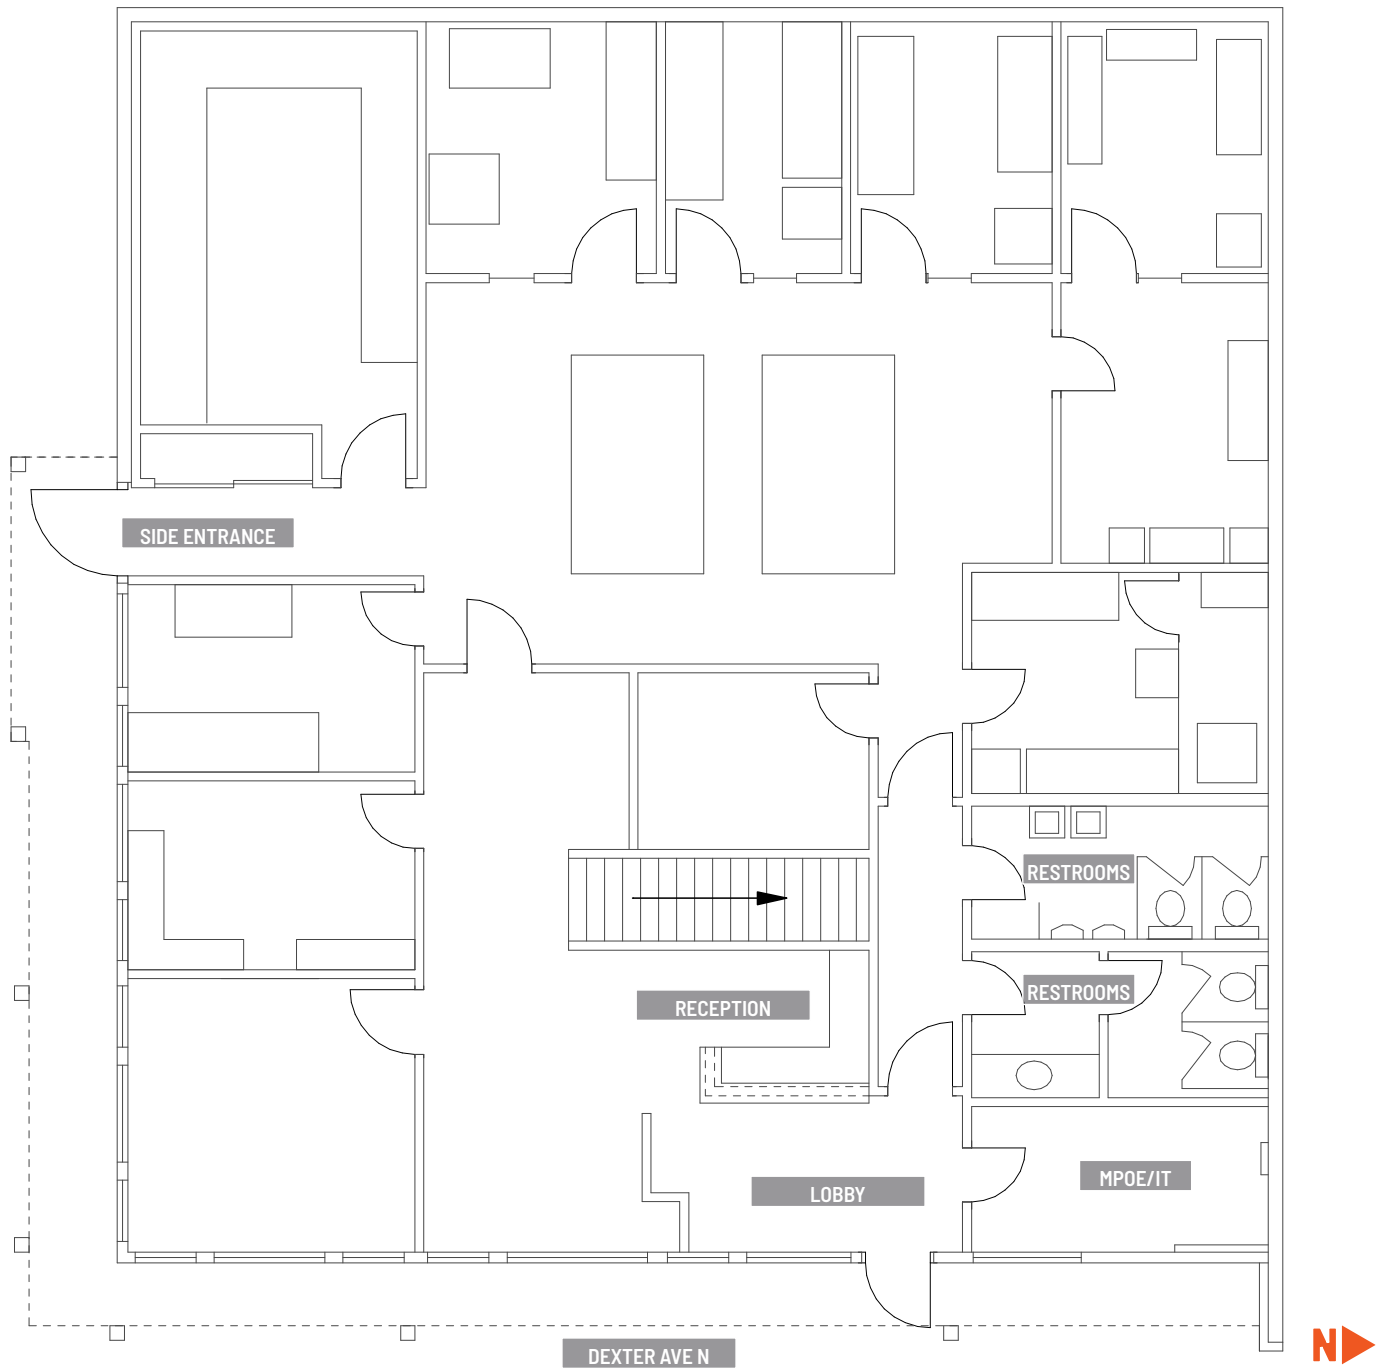 SIDE ENTRANCE
RESTROOMS
RESTROOMS
RECEPTION
MPOE/IT
LOBBY
DEXTER AVE N
N